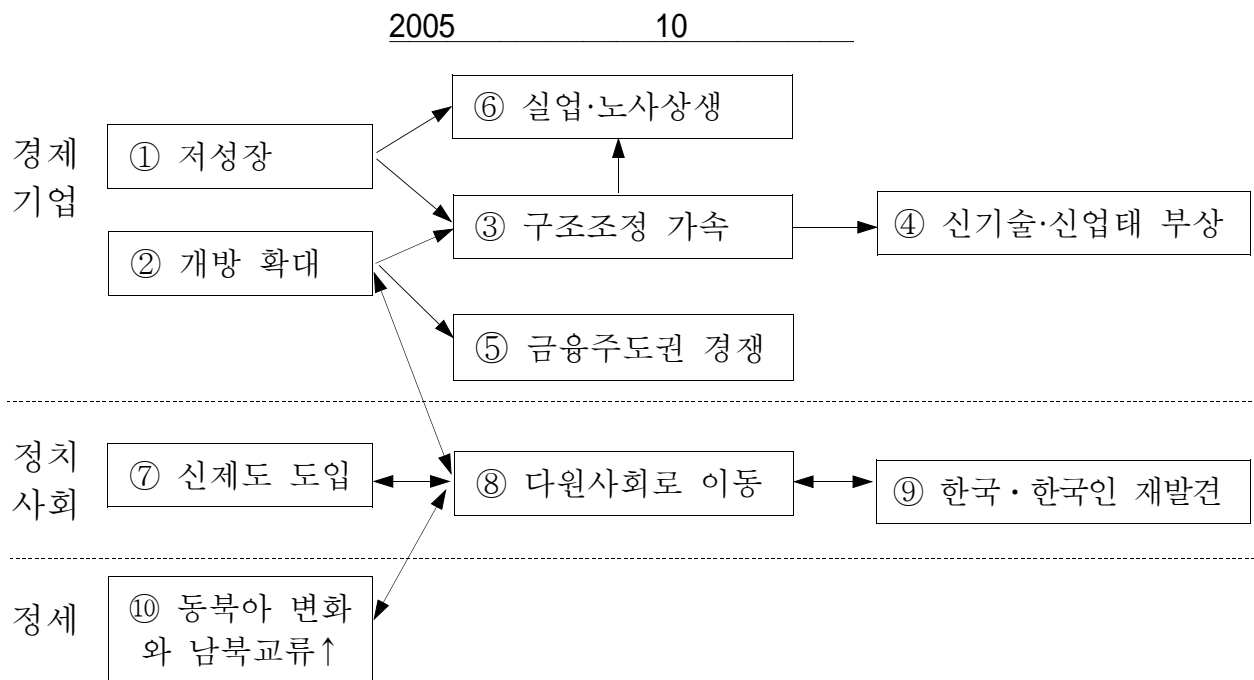 2005 10
경제
기업
① 저성장
② 개방 확대
⑥ 실업·노사상생
③ 구조조정 가속
④ 신기술·신업태 부상
⑤ 금융주도권 경쟁
정치
사회
⑦ 신제도 도입
⑧ 다원사회로 이동
⑨ 한국·한국인 재발견
정세
⑩ 동북아 변화
와 남북교류↑